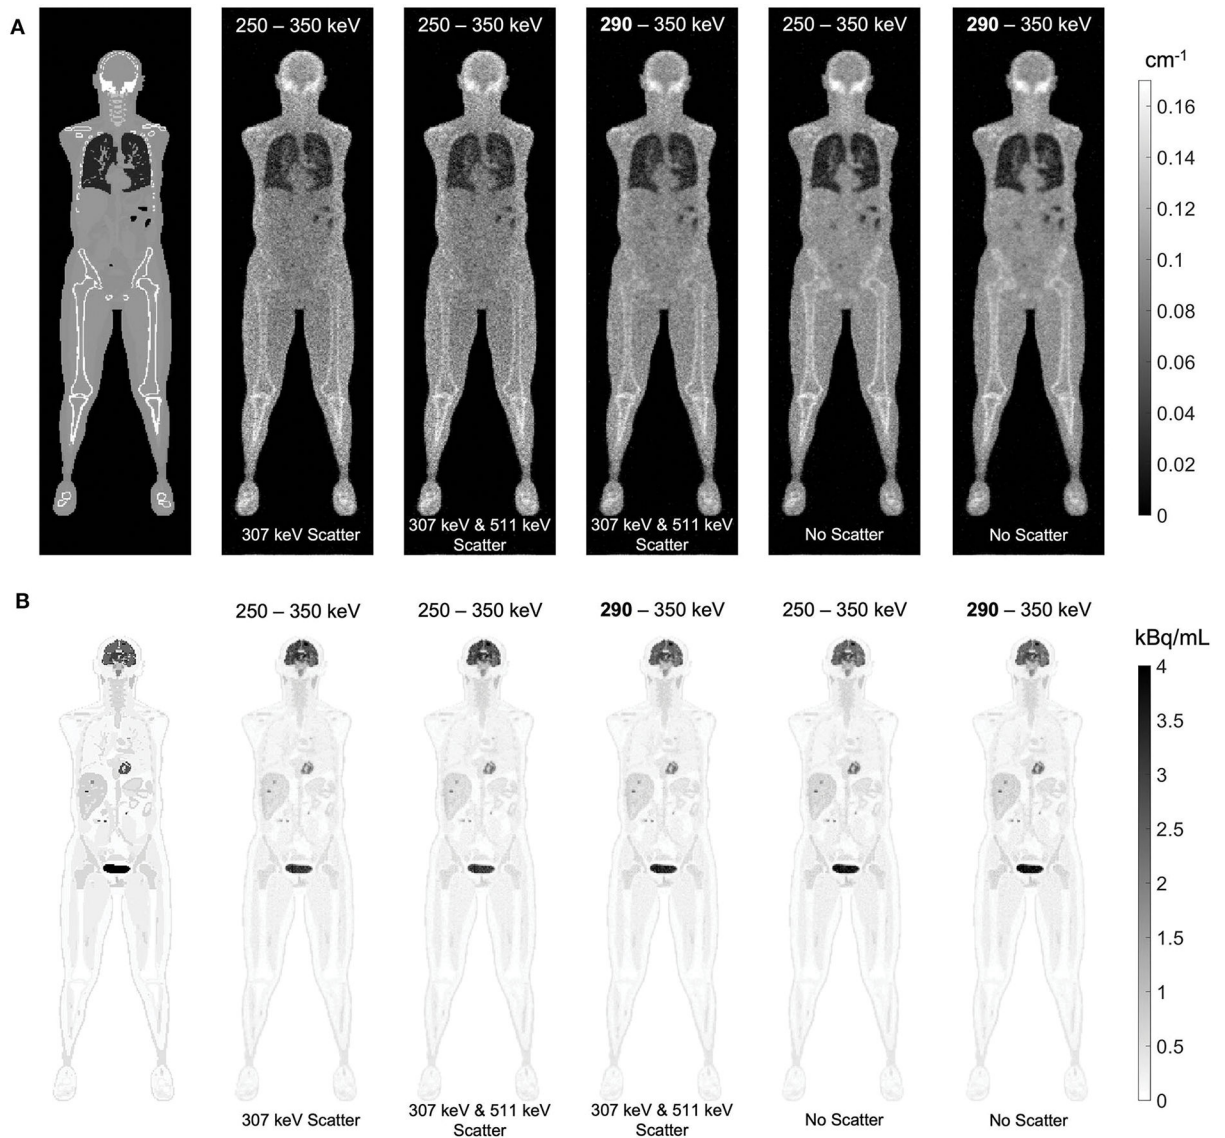 A
250 – 350 keV
250 – 350 keV
290 – 350 keV
250 – 350 keV
290 – 350 keV
cm-1
0.16
0.14
0.12
0.1
0.08
0.06
0.04
0.02
0
307 keV Scatter
307 keV & 511 keV
Scatter
307 keV & 511 keV
Scatter
No Scatter
No Scatter
B
250 – 350 keV
250 – 350 keV
290 – 350 keV
250 – 350 keV
290 – 350 keV
kBq/mL
4
3.5
3
2.5
2
1.5
1
0.5
0
307 keV Scatter
307 keV & 511 keV
Scatter
307 keV & 511 keV
Scatter
No Scatter
No Scatter